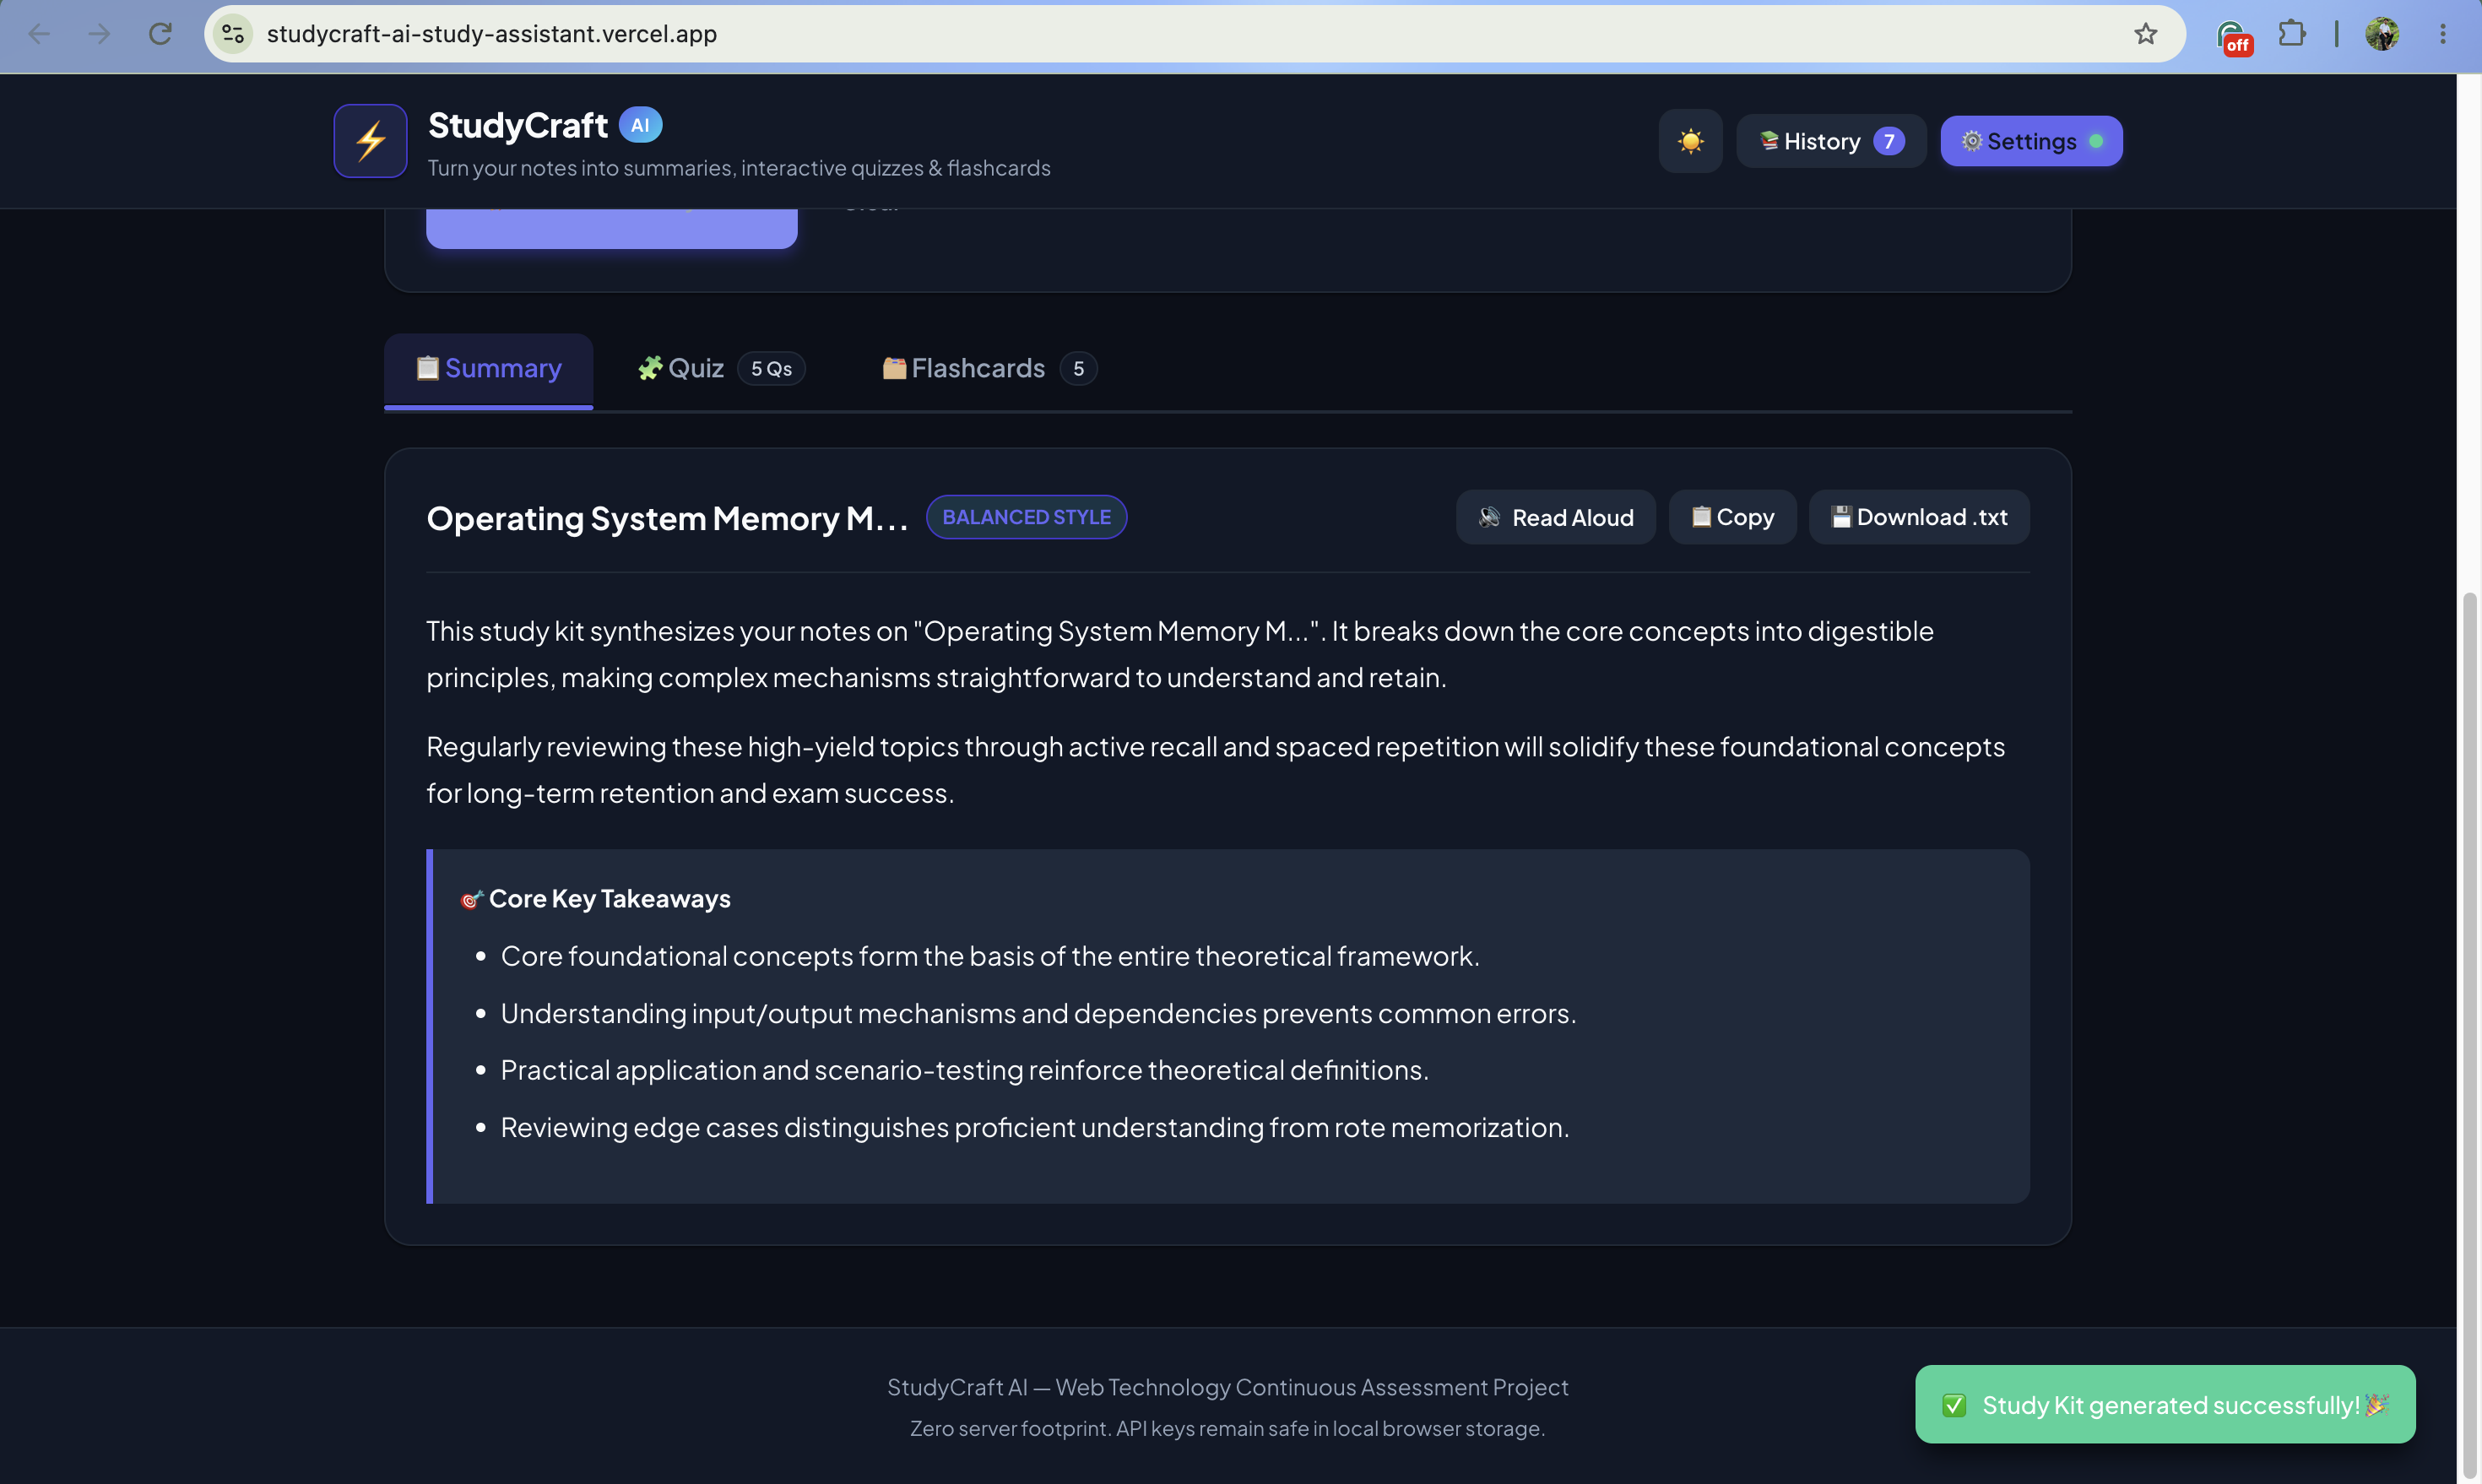 studycraft-ai-study-assistant.vercel.app
off
StudyCraft AI
Turn your notes into summaries, interactive quizzes & flashcards
History 7
Settings
Summary
Quiz 5 Qs
Flashcards 5
Operating System Memory M...
BALANCED STYLE
Read Aloud
Copy
Download .txt
This study kit synthesizes your notes on "Operating System Memory M...". It breaks down the core concepts into digestible
principles, making complex mechanisms straightforward to understand and retain.
Regularly reviewing these high-yield topics through active recall and spaced repetition will solidify these foundational concepts
for long-term retention and exam success.
Core Key Takeaways
• Core foundational concepts form the basis of the entire theoretical framework.
• Understanding input/output mechanisms and dependencies prevents common errors.
• Practical application and scenario-testing reinforce theoretical definitions.
• Reviewing edge cases distinguishes proficient understanding from rote memorization.
StudyCraft AI — Web Technology Continuous Assessment Project
Zero server footprint. API keys remain safe in local browser storage.
Study Kit generated successfully!